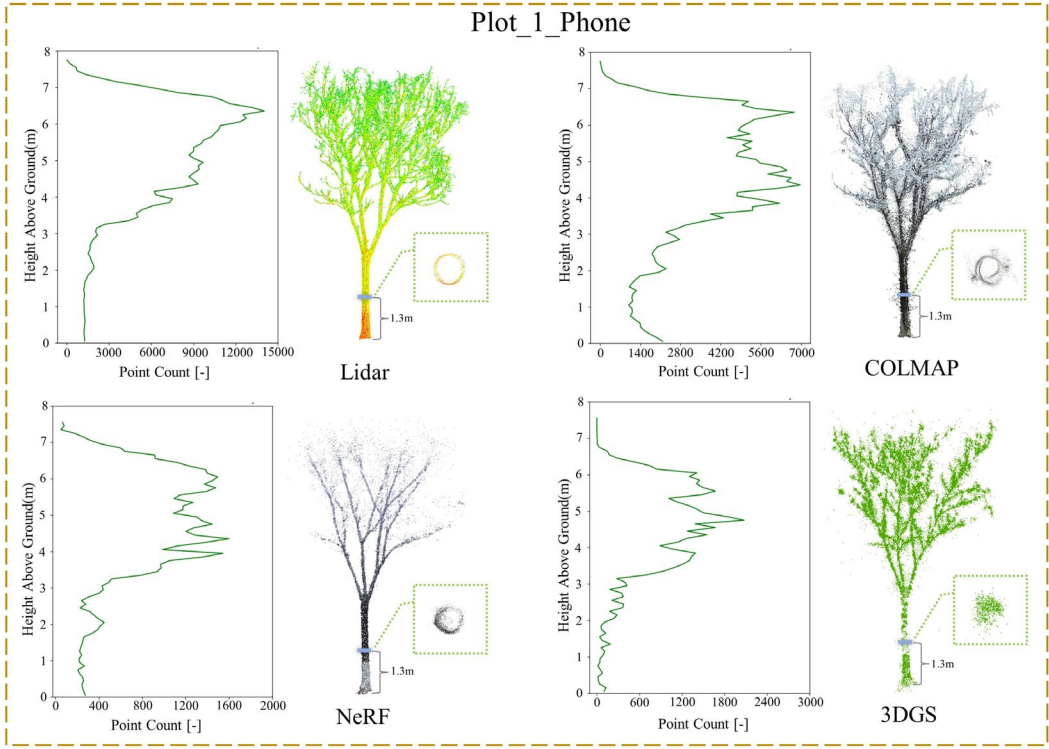 Plot_1_Phone
8
7
6
5
4
3
2
1
0
Height Above Ground(m)
0 3000 6000 9000 12000 15000
Point Count [-]
1.3m
Lidar
8
7
6
5
4
3
2
1
0
Height Above Ground(m)
0 1400 2800 4200 5600 7000
Point Count [-]
1.3m
COLMAP
8
7
6
5
4
3
2
1
0
Height Above Ground(m)
0 400 800 1200 1600 2000
Point Count [-]
1.3m
NeRF
8
7
6
5
4
3
2
1
0
Height Above Ground(m)
0 600 1200 1800 2400 3000
Point Count [-]
1.3m
3DGS